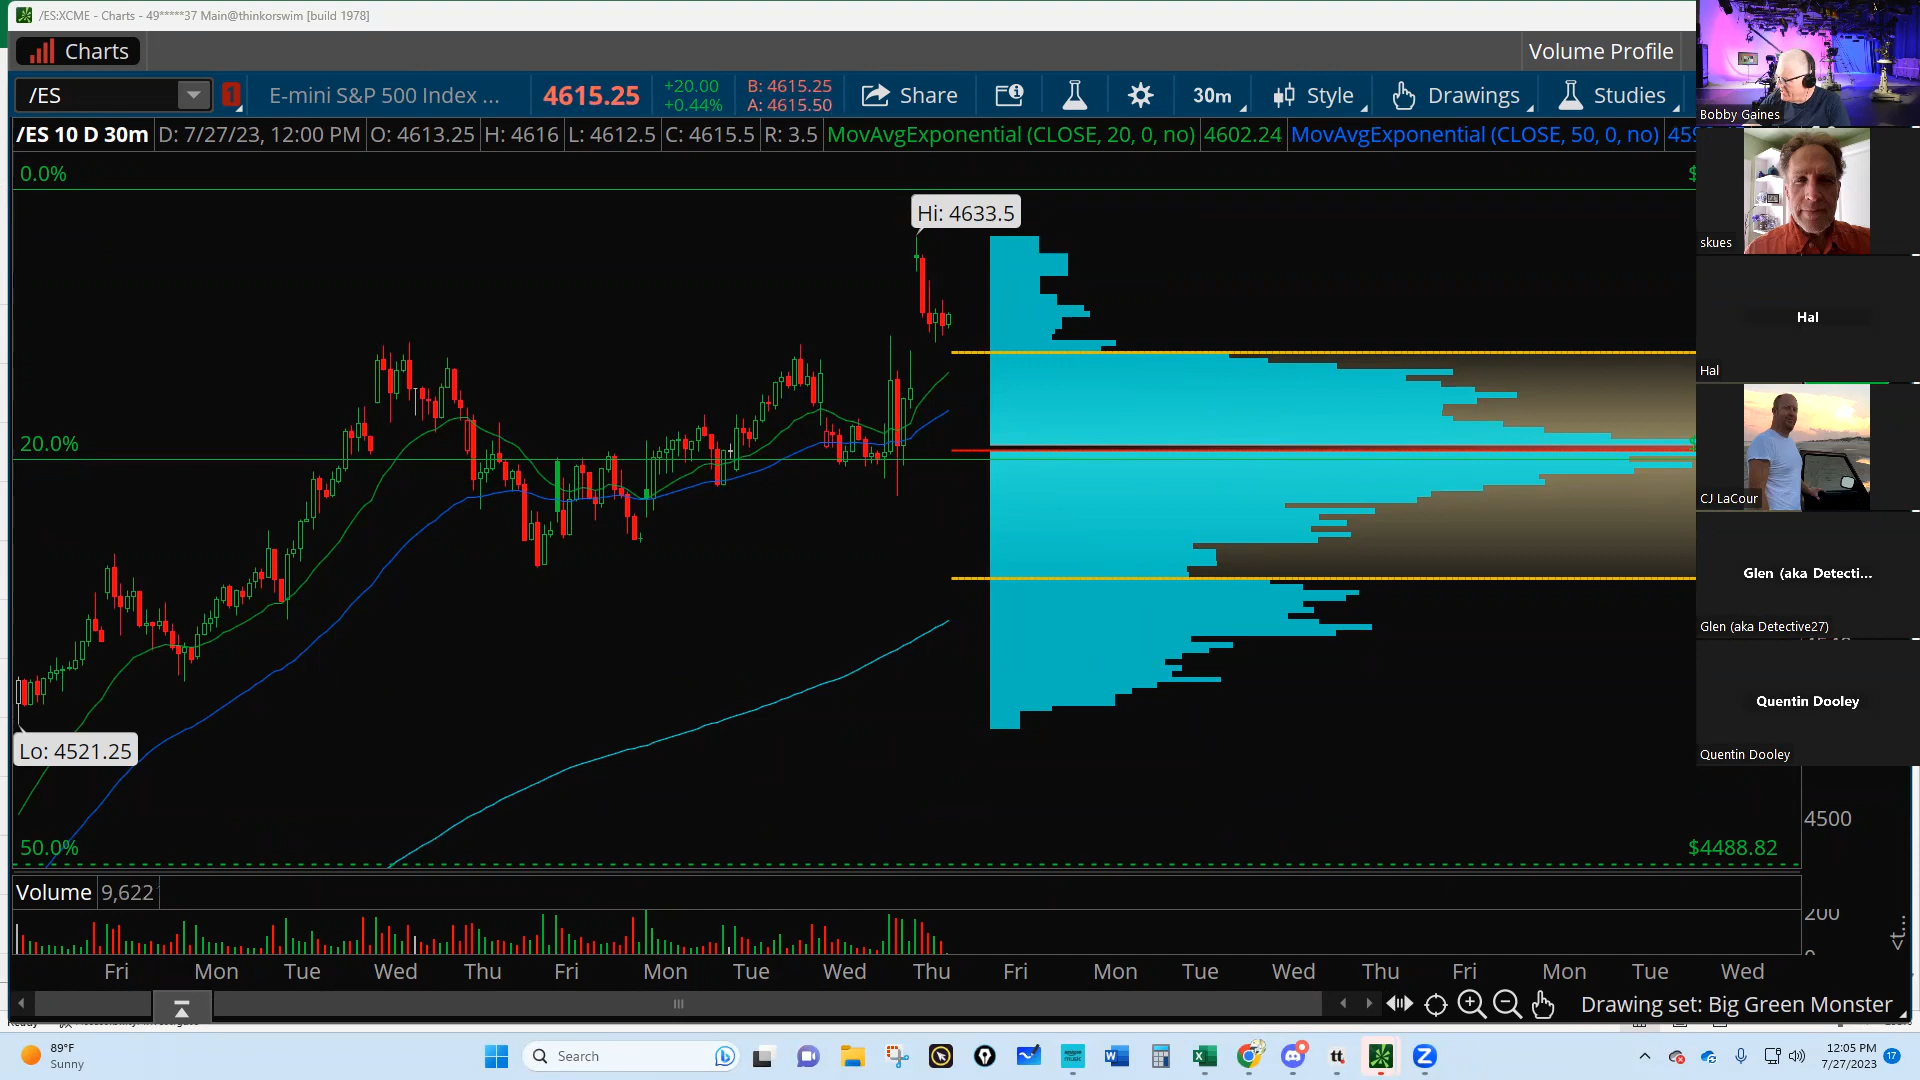 /ES:XCME - Charts - 49*****37 Main@thinkorswim [build 1978]
Charts
Volume Profile
/ES
1
E-mini S&P 500 Index ...
4615.25
+20.00
+0.44%
B: 4615.25
A: 4615.50
Share
30m
Style
Drawings
Studies
/ES 10 D 30m
D: 7/27/23, 12:00 PM
O: 4613.25
H: 4616
L: 4612.5
C: 4615.5
R: 3.5
MovAvgExponential (CLOSE, 20, 0, no)
4602.24
MovAvgExponential (CLOSE, 50, 0, no)
0.0%
Hi: 4633.5
20.0%
Lo: 4521.25
50.0%
4500
$4488.82
Volume
9,622
200
0
<t...
Fri
Mon
Tue
Wed
Thu
Fri
Mon
Tue
Wed
Thu
Fri
Mon
Tue
Wed
Thu
Fri
Mon
Tue
Wed
Drawing set: Big Green Monster
Bobby Gaines
skues
Hal
Hal
CJ LaCour
Glen (aka Detecti...
Glen (aka Detective27)
Quentin Dooley
Quentin Dooley
89°F
Sunny
Search
tt
12:05 PM
7/27/2023
17